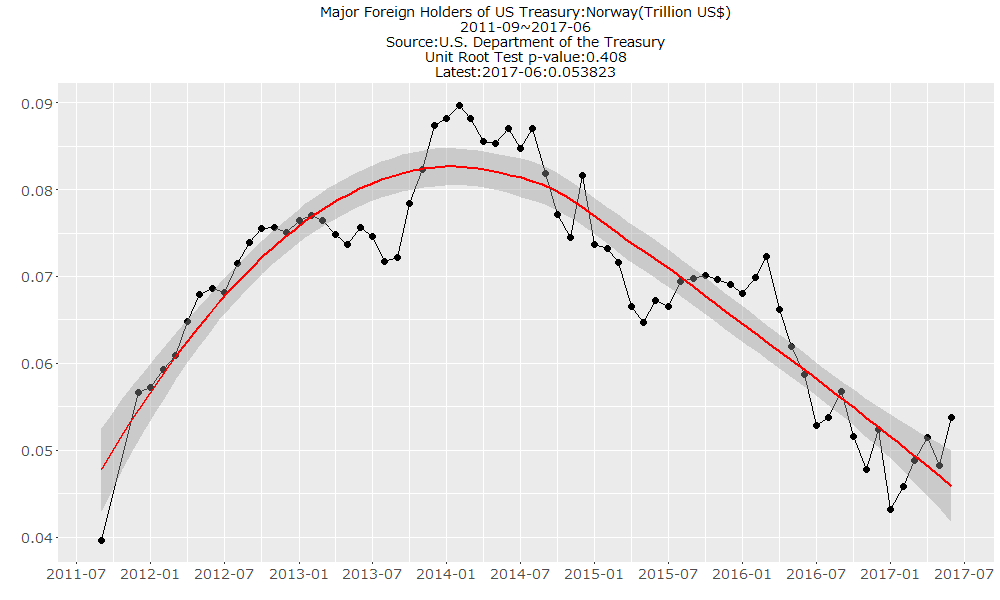 Major Foreign Holders of US Treasury:Norway(Trillion US$)
2011-09~2017-06
Source:U.S. Department of the Treasury
Unit Root Test p-value:0.408
Latest:2017-06:0.053823
0.09
0.08
0.07
0.06
0.05
0.04
2011-07 2012-01 2012-07 2013-01 2013-07 2014-01 2014-07 2015-01 2015-07 2016-01 2016-07 2017-01 2017-07